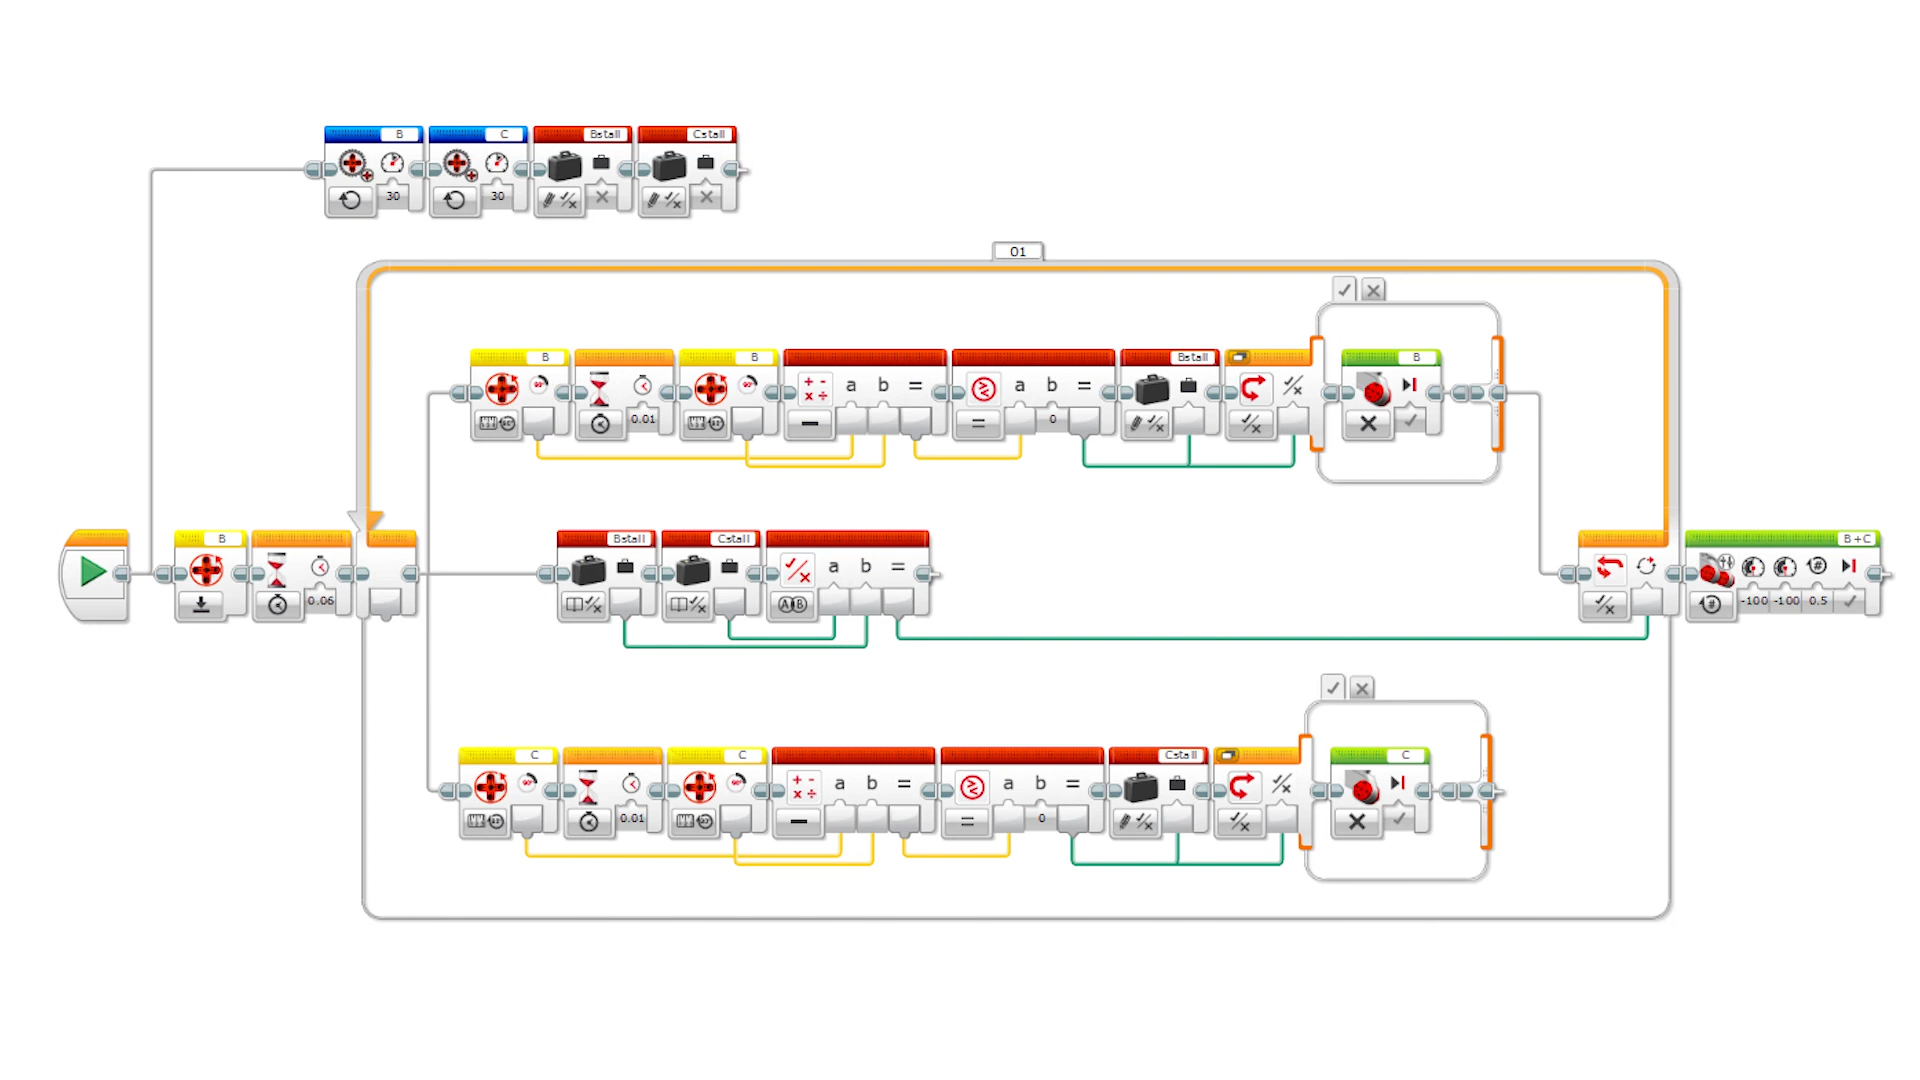 B C Bstall Cstall
30 30
01
B B Bstall B
a b = a b =
0.01 0
B Bstall Cstall B+C
a b =
0.06 -100 -100 0.5
C C Cstall C
a b = a b =
0.01 0